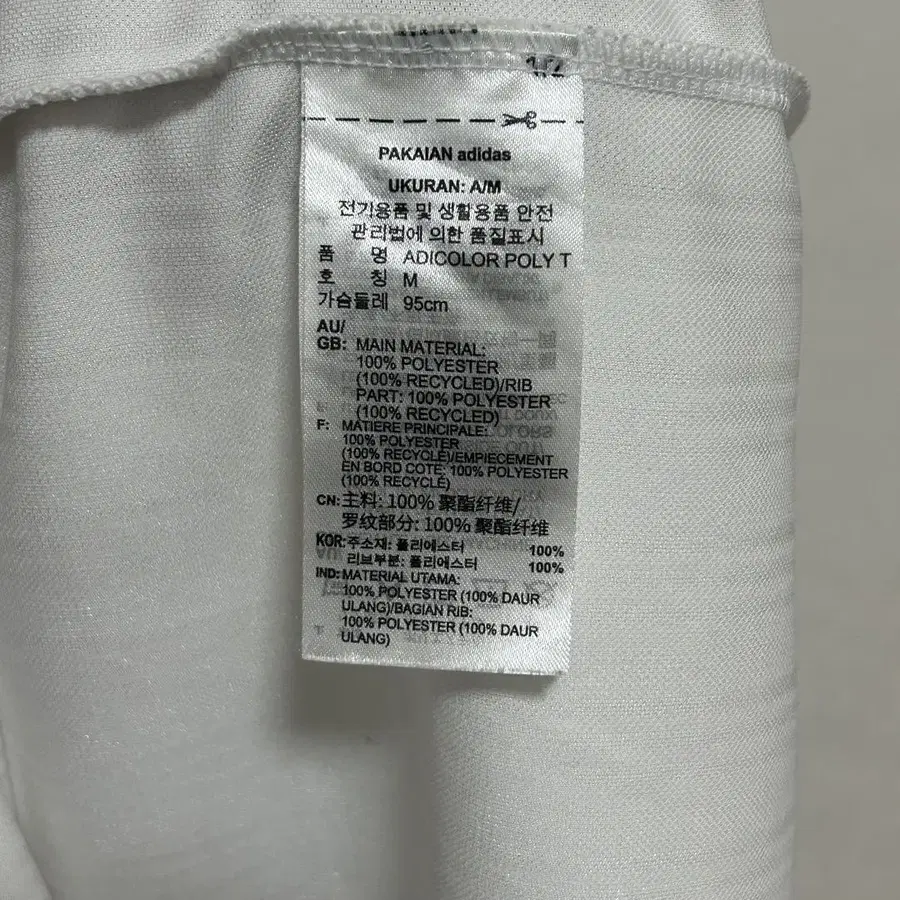 PAKAIAN adidas
UKURAN: A/M
전기용품 및 생활용품 안전
관리법에 의한 품질표시
품 명 ADICOLOR POLY T
호 칭 M
가슴둘레 95cm
AU/
GB: MAIN MATERIAL:
100% POLYESTER
(100% RECYCLED)/RIB
PART: 100% POLYESTER
(100% RECYCLED)
F: MATIERE PRINCIPALE:
100% POLYESTER
(100% RECYCLÉ)/EMPIECEMENT
EN BORD COTE: 100% POLYESTER
(100% RECYCLÉ)
CN: 主料: 100% 聚酯纤维/
罗纹部分: 100% 聚酯纤维
KOR: 주소재: 폴리에스터 100%
리브부분: 폴리에스터 100%
IND: MATERIAL UTAMA:
100% POLYESTER (100% DAUR
ULANG)/BAGIAN RIB:
100% POLYESTER (100% DAUR
ULANG)